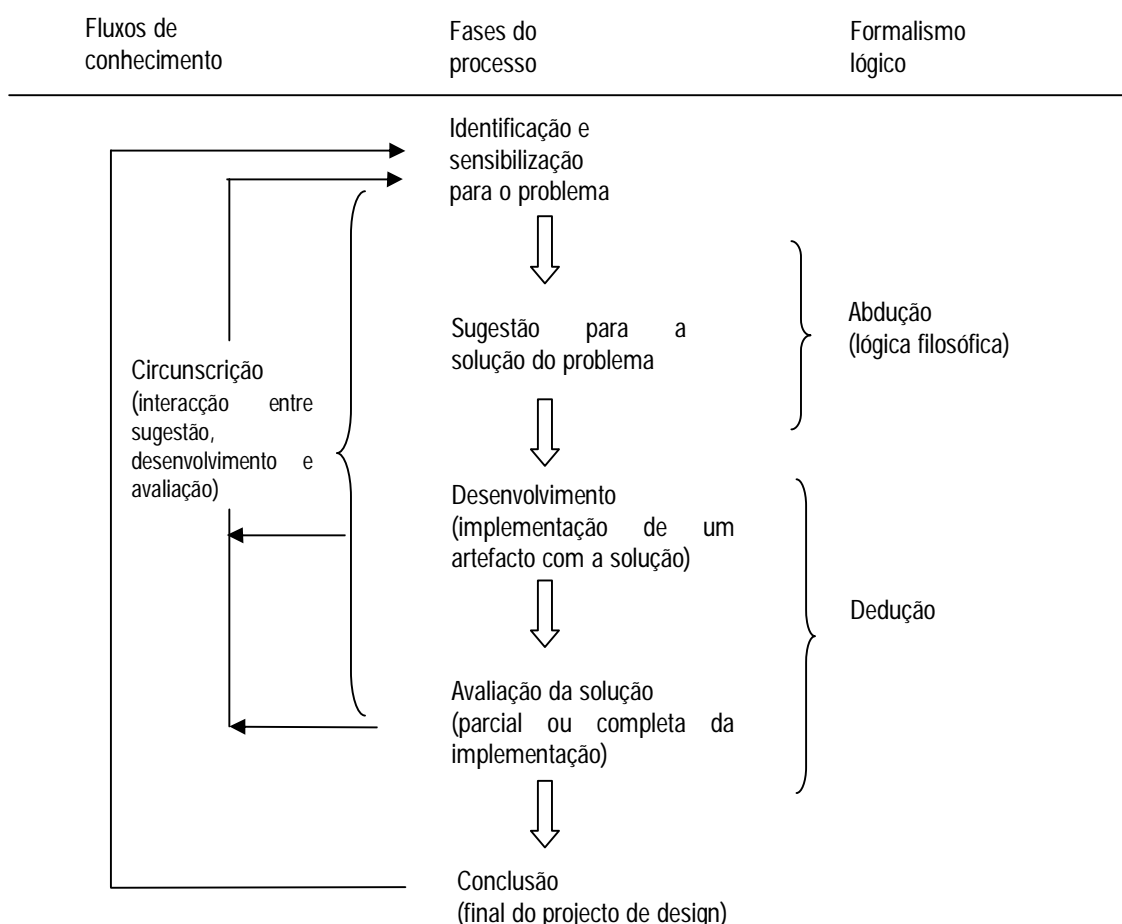 Fluxos de
conhecimento
Fases do
processo
Formalismo
lógico
Identificação e
sensibilização
para o problema
Sugestão para a
solução do problema
Abdução
(lógica filosófica)
Circunscrição
(interacção entre
sugestão,
desenvolvimento e
avaliação)
Desenvolvimento
(implementação de um
artefacto com a solução)
Dedução
Avaliação da solução
(parcial ou completa da
implementação)
Conclusão
(final do projecto de design)